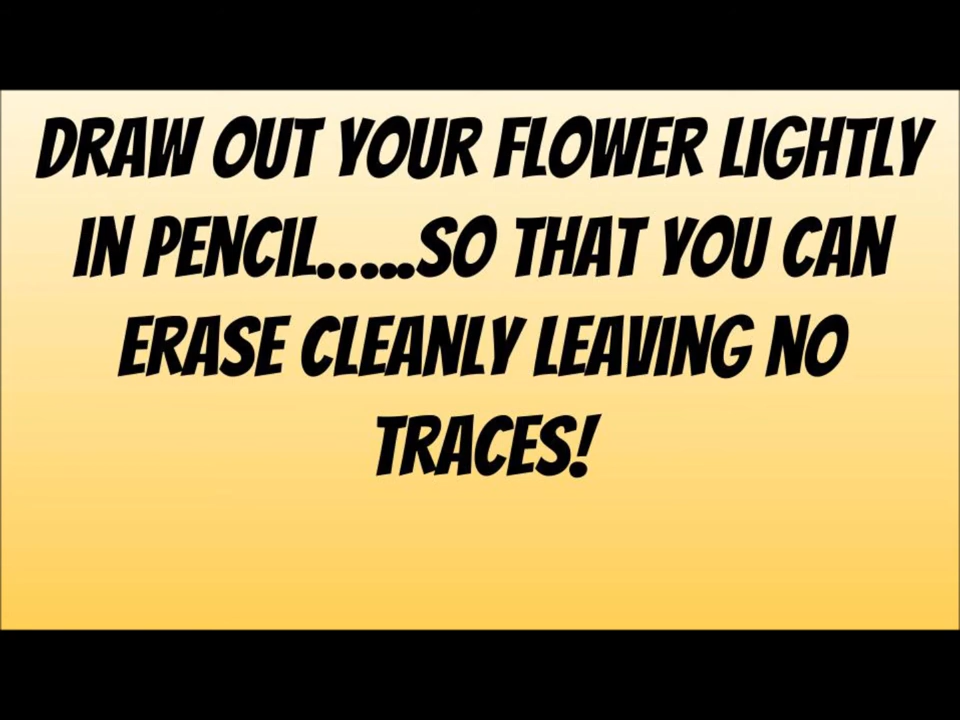 DRAW OUT YOUR FLOWER LIGHTLY
IN PENCIL.....SO THAT YOU CAN
ERASE CLEANLY LEAVING NO
TRACES!